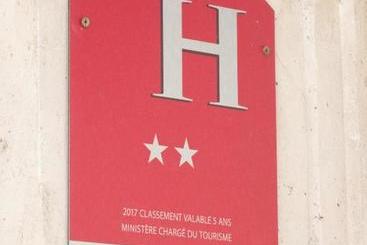 H
2017 CLASSEMENT VALABLE 5 ANS
MINISTÈRE CHARGÉ DU TOURISME